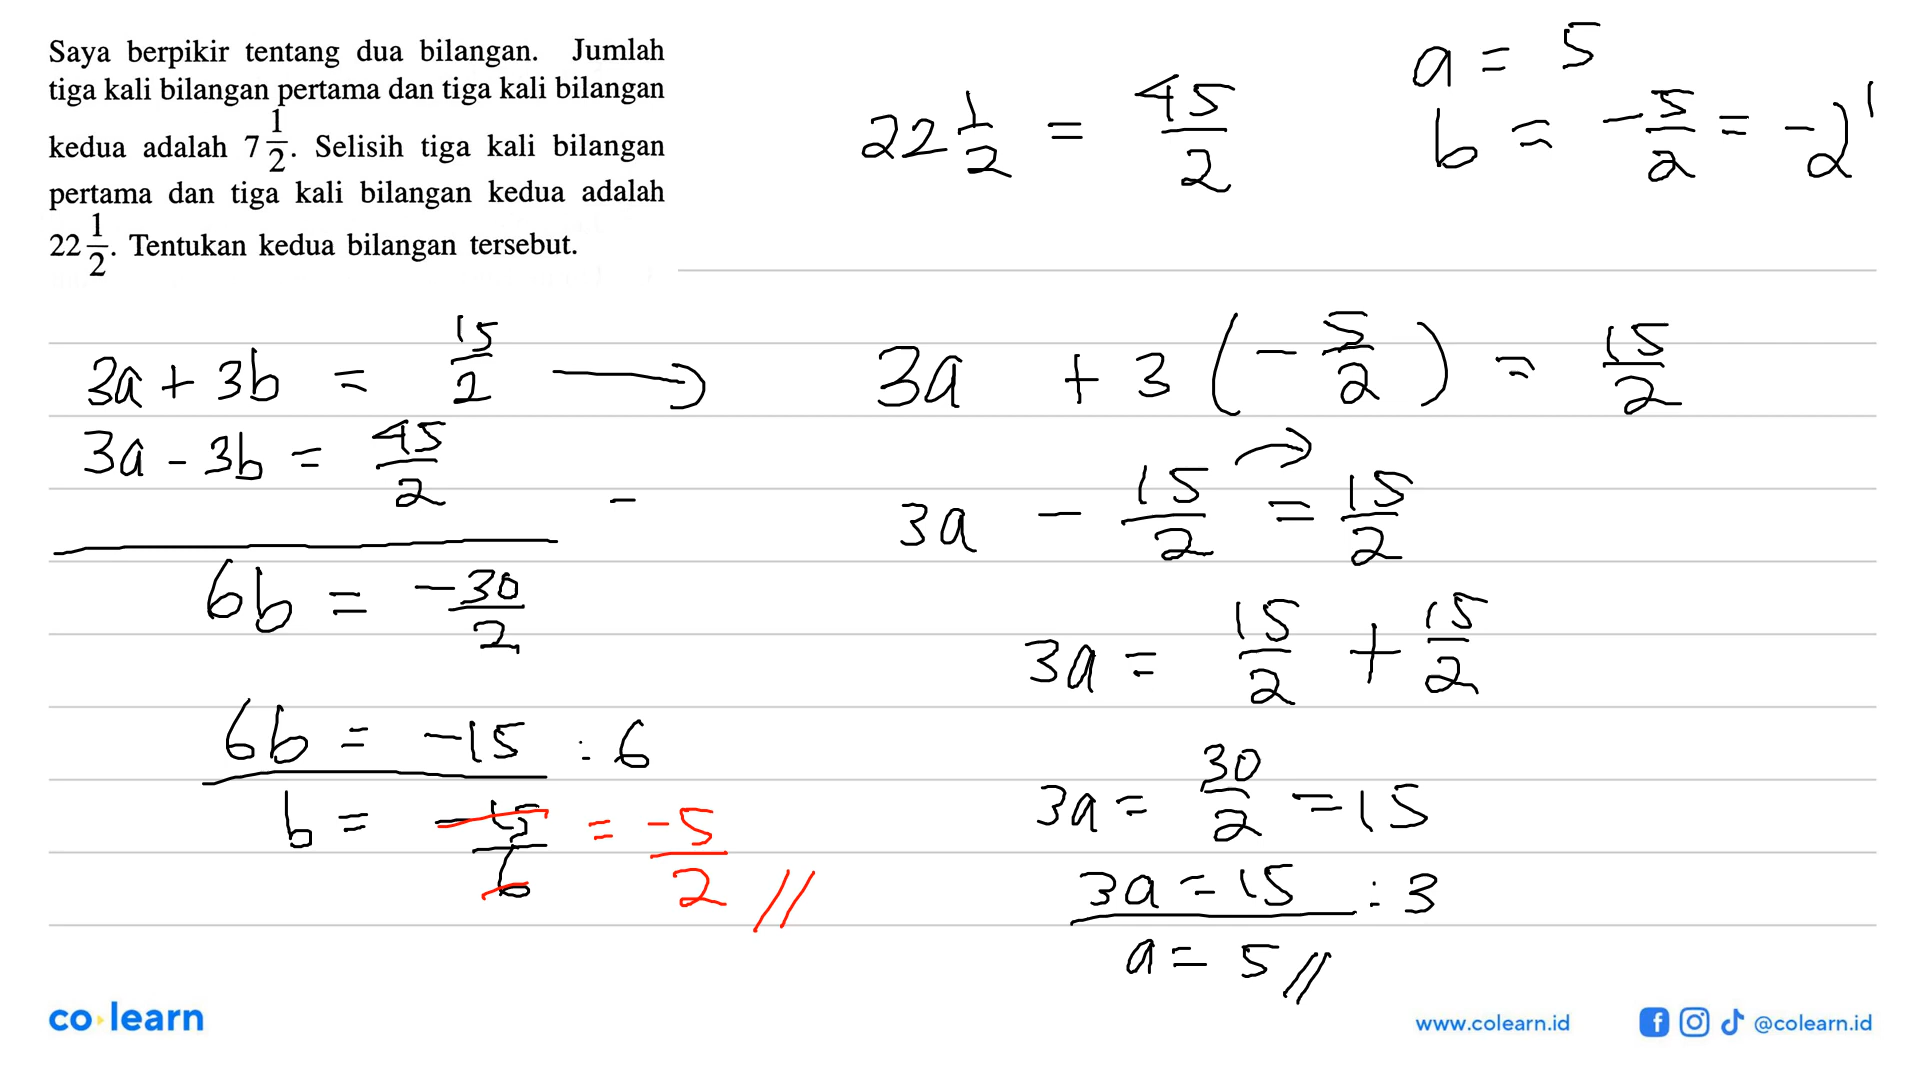 Saya berpikir tentang dua bilangan. Jumlah
tiga kali bilangan pertama dan tiga kali bilangan
kedua adalah 7 1/2. Selisih tiga kali bilangan
pertama dan tiga kali bilangan kedua adalah
22 1/2. Tentukan kedua bilangan tersebut.
22 1/2 = 45/2
a = 5
b = -5/2 = -2 1
3a + 3b = 15/2 →
3a - 3b = 45/2 -
6b = -30/2
6b = -15 : 6
b = -15/6 = -5/2 //
3a + 3(-5/2) = 15/2
3a - 15/2 = 15/2
3a = 15/2 + 15/2
3a = 30/2 = 15
3a = 15 : 3
a = 5 //
co learn
www.colearn.id
@colearn.id